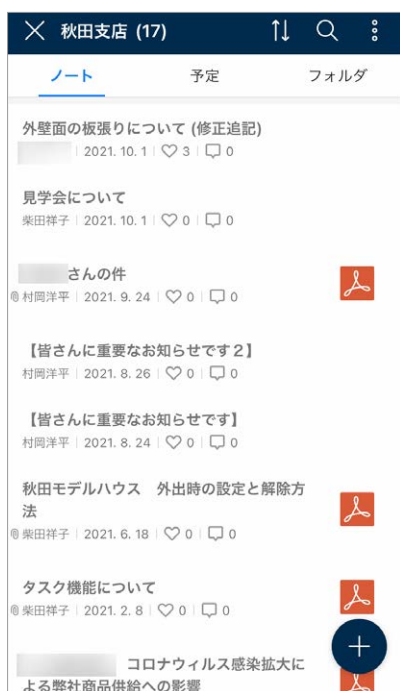 秋田支店 (17)
ノート 予定 フォルダ
外壁面の板張りについて (修正追記)
2021. 10. 1 3 0
見学会について
柴田祥子 2021. 10. 1 0 0
さんの件
村岡洋平 2021. 9. 24 0 0
【皆さんに重要なお知らせです２】
村岡洋平 2021. 8. 26 0 0
【皆さんに重要なお知らせです】
村岡洋平 2021. 8. 24 0 0
秋田モデルハウス　外出時の設定と解除方
法
柴田祥子 2021. 6. 18 0 0
タスク機能について
柴田祥子 2021. 2. 8 0 0
コロナウィルス感染拡大に
よる弊社商品供給への影響